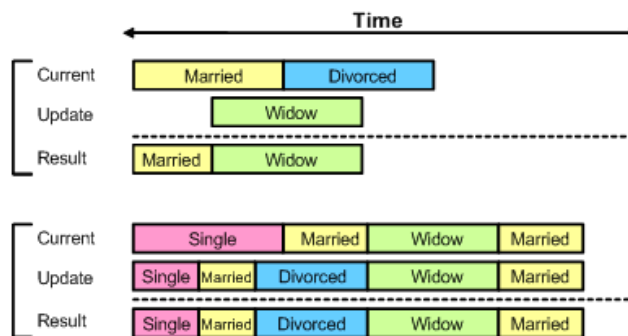 Time
Current Married Divorced
Update Widow
Result Married Widow
Current Single Married Widow Married
Update Single Married Divorced Widow Married
Result Single Married Divorced Widow Married